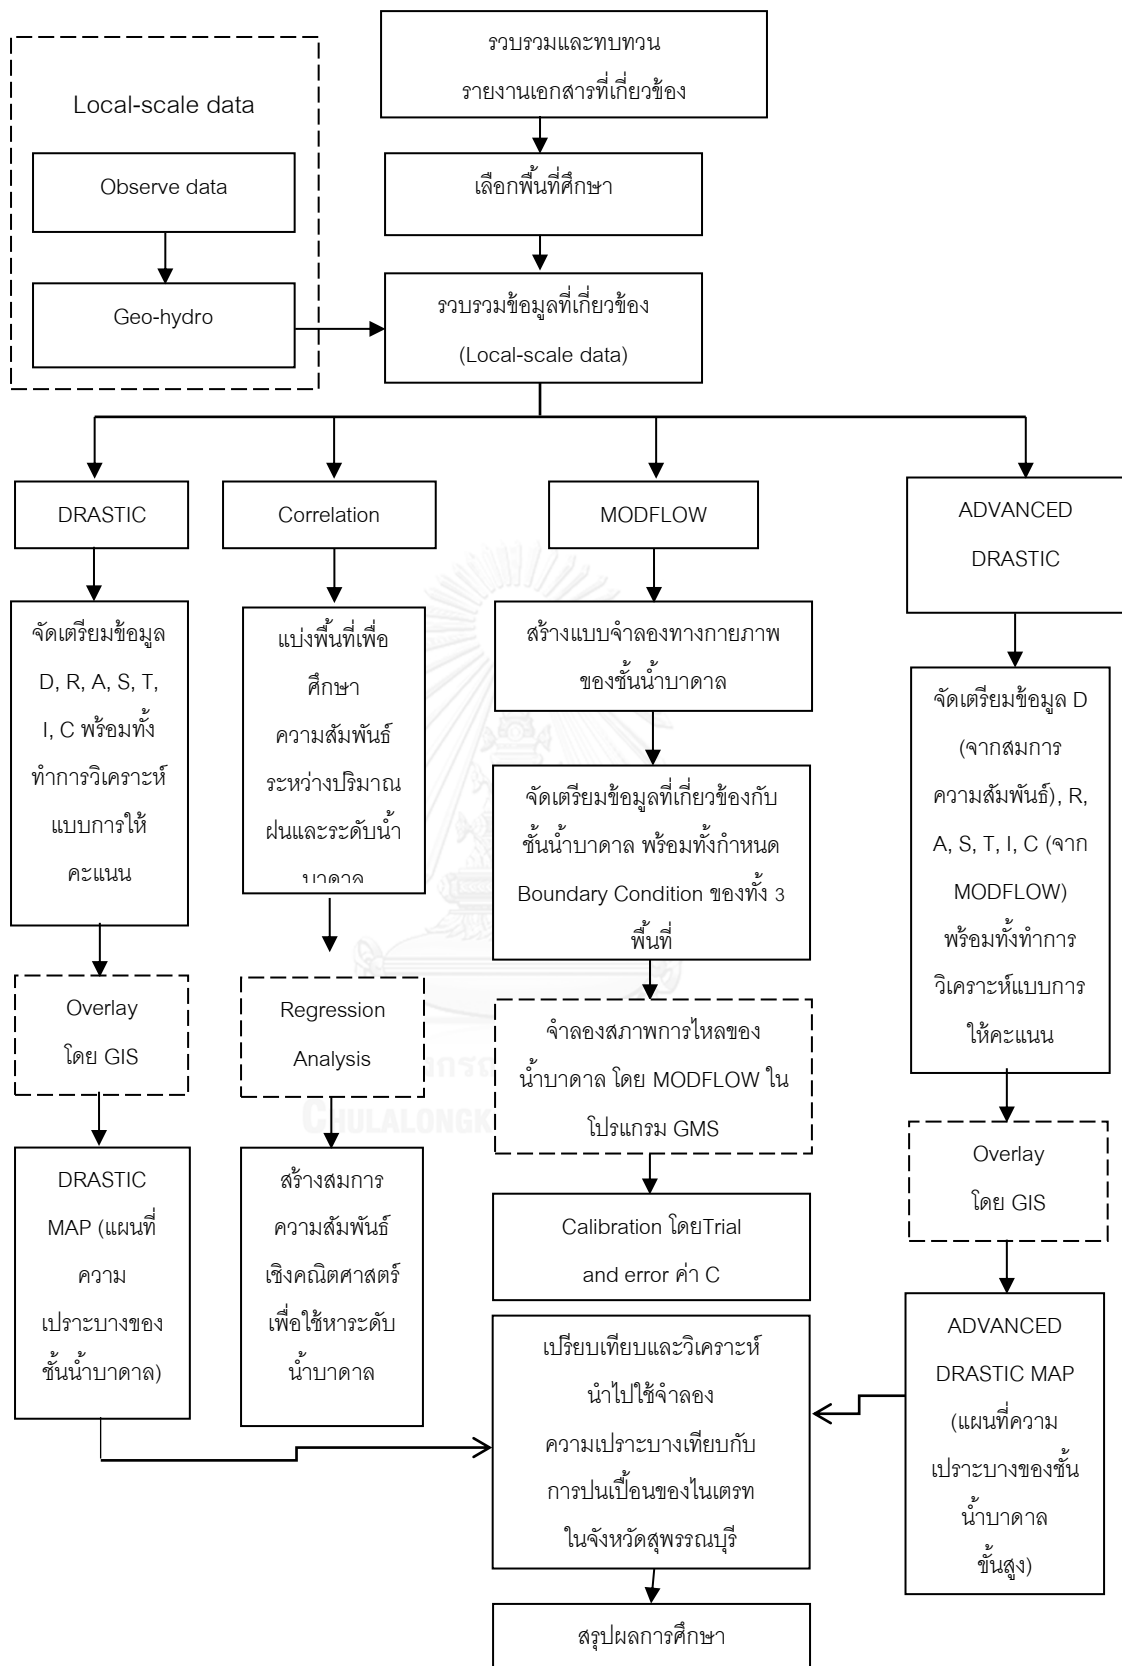 รวบรวมและทบทวน
รายงานเอกสารที่เกี่ยวข้อง
Local-scale data
Observe data
Geo-hydro
เลือกพื้นที่ศึกษา
รวบรวมข้อมูลที่เกี่ยวข้อง
(Local-scale data)
DRASTIC
จัดเตรียมข้อมูล
D, R, A, S, T,
I, C พร้อมทั้ง
ทำการวิเคราะห์
แบบการให้
คะแนน
Overlay
โดย GIS
DRASTIC
MAP (แผนที่
ความ
เปราะบางของ
ชั้นน้ำบาดาล)
Correlation
แบ่งพื้นที่เพื่อ
ศึกษา
ความสัมพันธ์
ระหว่างปริมาณ
ฝนและระดับน้ำ
บาดาล
Regression
Analysis
สร้างสมการ
ความสัมพันธ์
เชิงคณิตศาสตร์
เพื่อใช้หาระดับ
น้ำบาดาล
MODFLOW
สร้างแบบจำลองทางกายภาพ
ของชั้นน้ำบาดาล
จัดเตรียมข้อมูลที่เกี่ยวข้องกับ
ชั้นน้ำบาดาล พร้อมทั้งกำหนด
Boundary Condition ของทั้ง 3
พื้นที่
จำลองสภาพการไหลของ
น้ำบาดาล โดย MODFLOW ใน
โปรแกรม GMS
Calibration โดยTrial
and error ค่า C
เปรียบเทียบและวิเคราะห์
นำไปใช้จำลอง
ความเปราะบางเทียบกับ
การปนเปื้อนของไนเตรท
ในจังหวัดสุพรรณบุรี
สรุปผลการศึกษา
ADVANCED
DRASTIC
จัดเตรียมข้อมูล D
(จากสมการ
ความสัมพันธ์), R,
A, S, T, I, C (จาก
MODFLOW)
พร้อมทั้งทำการ
วิเคราะห์แบบการ
ให้คะแนน
Overlay
โดย GIS
ADVANCED
DRASTIC MAP
(แผนที่ความ
เปราะบางของชั้น
น้ำบาดาล
ขั้นสูง)